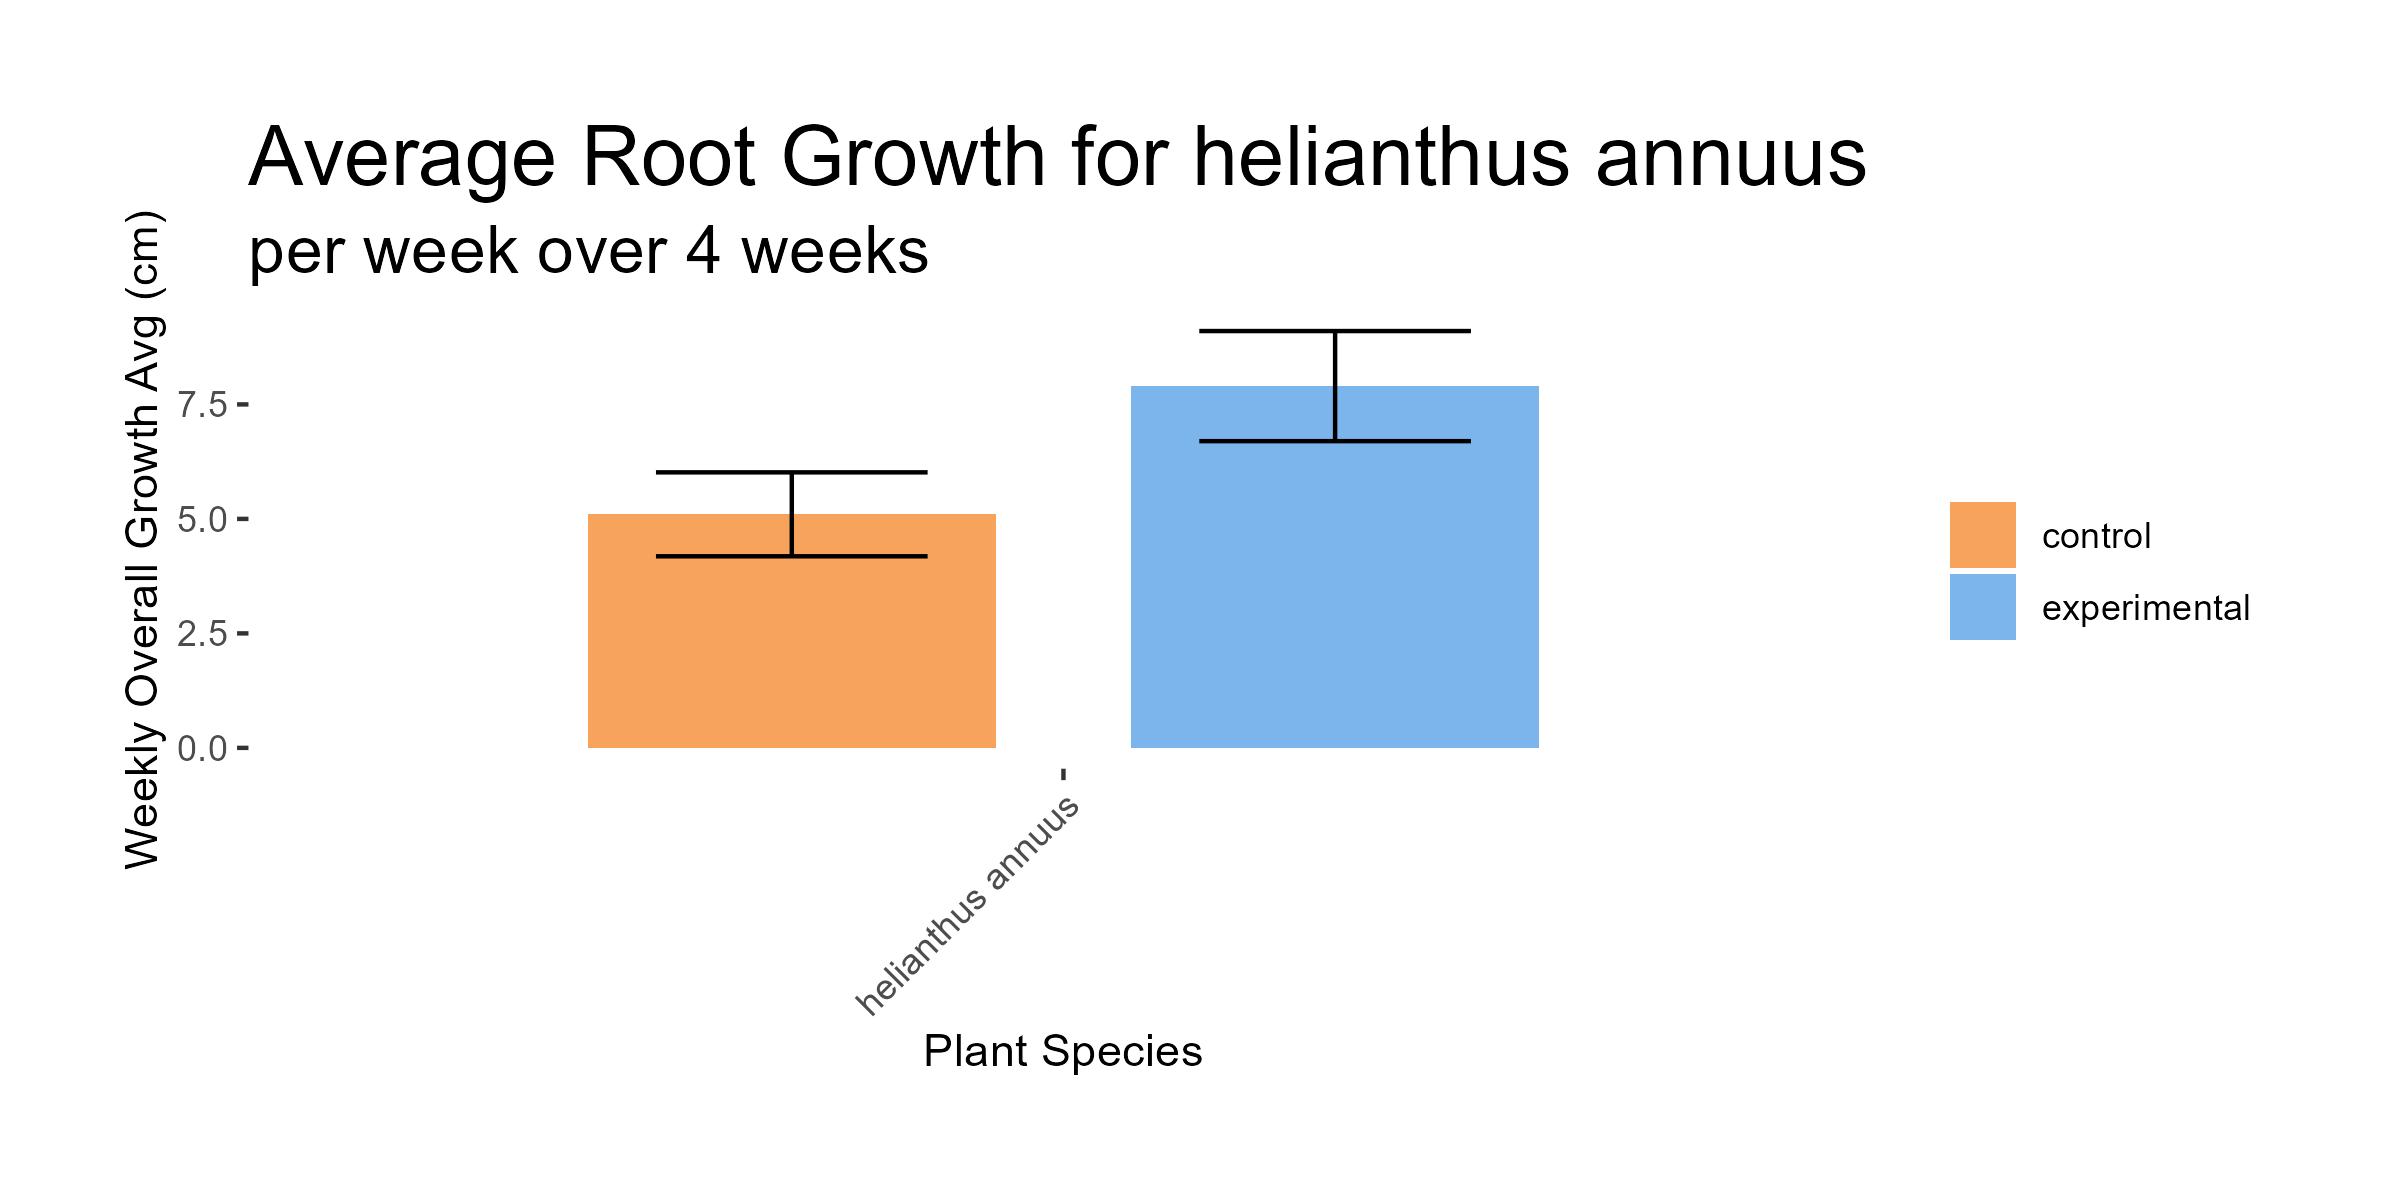 Average Root Growth for helianthus annuus
per week over 4 weeks
Weekly Overall Growth Avg (cm)
7.5
5.0
2.5
0.0
helianthus annuus
Plant Species
control
experimental